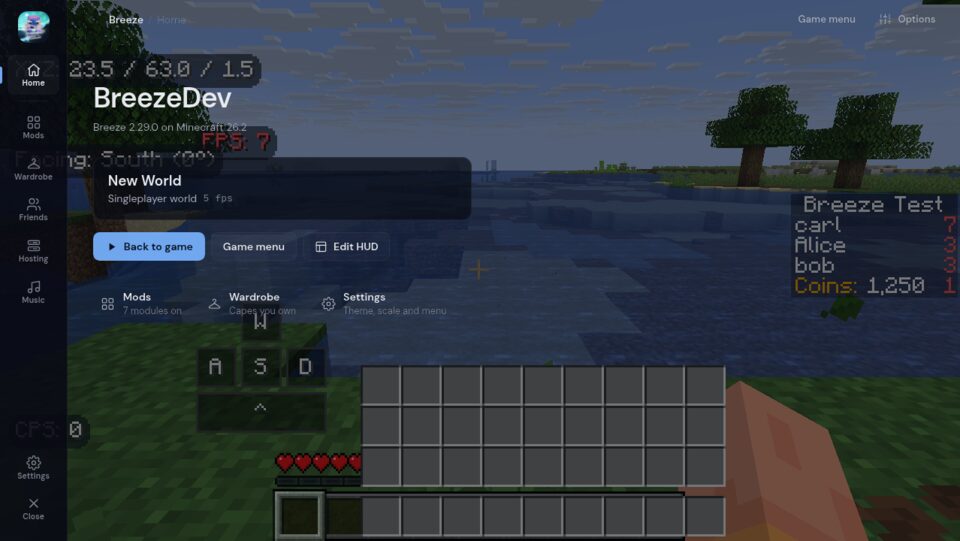 Breeze / Home
Game menu
Options
Home
XYZ: 23.5 / 63.0 / 1.5
BreezeDev
Breeze 2.29.0 on Minecraft 26.2
FPS: 7
Mods
Facing: South (0°)
Wardrobe
New World
Singleplayer world 5 fps
Friends
Breeze Test
carl 7
Alice 3
bob 3
Coins: 1,250 1
Hosting
Back to game
Game menu
Edit HUD
Music
Mods
7 modules on
Wardrobe
Capes you own
Settings
Theme, scale and menu
W
A S D
^
CPS: 0
Settings
Close